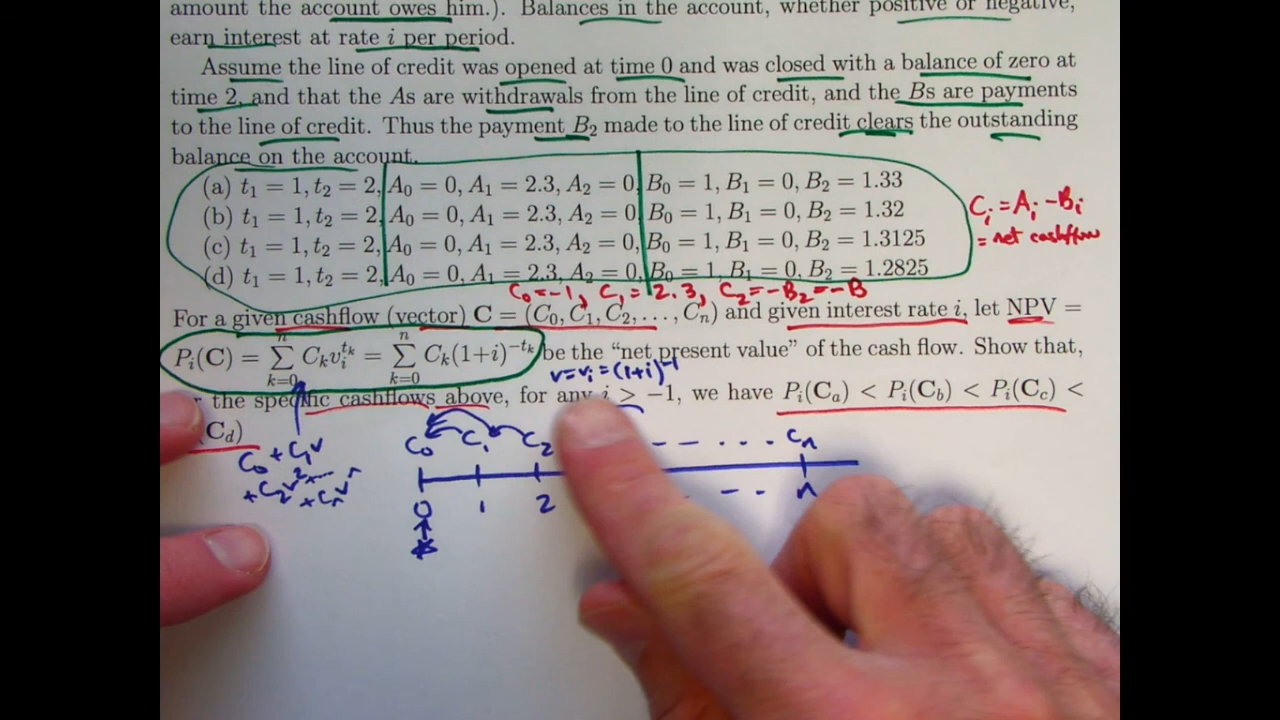 amount the account owes him.). Balances in the account, whether positive or negative,
earn interest at rate i per period.
Assume the line of credit was opened at time 0 and was closed with a balance of zero at
time 2, and that the As are withdrawals from the line of credit, and the Bs are payments
to the line of credit. Thus the payment B₂ made to the line of credit clears the outstanding
balance on the account.
(a) t₁ = 1, t₂ = 2, A₀ = 0, A₁ = 2.3, A₂ = 0, B₀ = 1, B₁ = 0, B₂ = 1.33
(b) t₁ = 1, t₂ = 2, A₀ = 0, A₁ = 2.3, A₂ = 0, B₀ = 1, B₁ = 0, B₂ = 1.32
(c) t₁ = 1, t₂ = 2, A₀ = 0, A₁ = 2.3, A₂ = 0, B₀ = 1, B₁ = 0, B₂ = 1.3125
(d) t₁ = 1, t₂ = 2, A₀ = 0, A₁ = 2.3, A₂ = 0, B₀ = 1, B₁ = 0, B₂ = 1.2825
Cᵢ = Aᵢ - Bᵢ
= net cashflow
C₀ = -1, C₁ = 2.3, C₂ = -B₂ = -B
For a given cashflow (vector) C = (C₀, C₁, C₂, . . . , Cₙ) and given interest rate i, let NPV =
Pᵢ(C) = ∑ₖ₌₀ⁿ Cₖvᵢ^{tₖ} = ∑ₖ₌₀ⁿ Cₖ(1+i)^{-tₖ} be the “net present value” of the cash flow. Show that,
v = vᵢ = (1+i)⁻¹
the specific cashflows above, for any i > −1, we have Pᵢ(Cₐ) < Pᵢ(C_b) < Pᵢ(C_c) <
(C_d)
C₀ + C₁v
+ C₂v² + ...
+ Cₙvⁿ
C₀ C₁ C₂ - - · · · · Cₙ
0 1 2 - - n